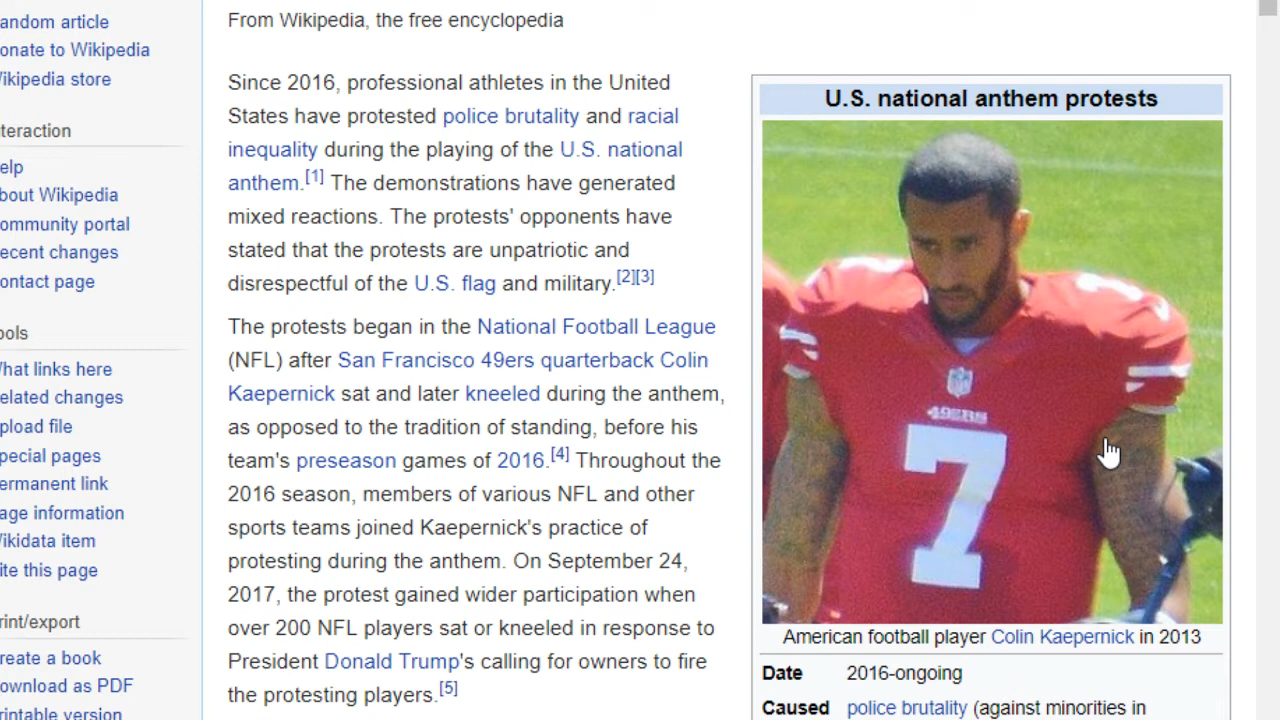 andom article
onate to Wikipedia
ikipedia store
nteraction
elp
bout Wikipedia
ommunity portal
ecent changes
ontact page
ools
hat links here
elated changes
pload file
pecial pages
ermanent link
age information
ikidata item
ite this page
rint/export
reate a book
ownload as PDF
rintable version
From Wikipedia, the free encyclopedia
Since 2016, professional athletes in the United
States have protested police brutality and racial
inequality during the playing of the U.S. national
anthem.[1] The demonstrations have generated
mixed reactions. The protests' opponents have
stated that the protests are unpatriotic and
disrespectful of the U.S. flag and military.[2][3]
The protests began in the National Football League
(NFL) after San Francisco 49ers quarterback Colin
Kaepernick sat and later kneeled during the anthem,
as opposed to the tradition of standing, before his
team's preseason games of 2016.[4] Throughout the
2016 season, members of various NFL and other
sports teams joined Kaepernick's practice of
protesting during the anthem. On September 24,
2017, the protest gained wider participation when
over 200 NFL players sat or kneeled in response to
President Donald Trump's calling for owners to fire
the protesting players.[5]
U.S. national anthem protests
49ERS
7
American football player Colin Kaepernick in 2013
Date 2016-ongoing
Caused police brutality (against minorities in